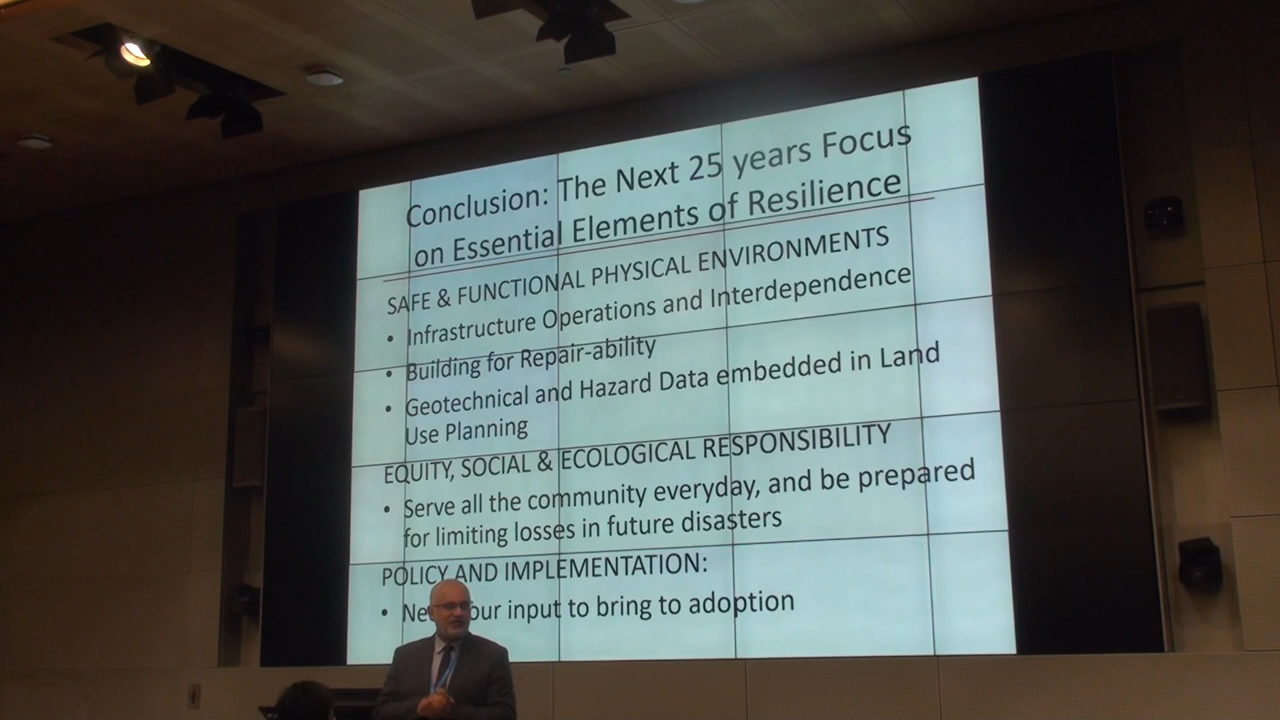 Conclusion: The Next 25 years Focus
on Essential Elements of Resilience
SAFE & FUNCTIONAL PHYSICAL ENVIRONMENTS
• Infrastructure Operations and Interdependence
• Building for Repair-ability
• Geotechnical and Hazard Data embedded in Land
Use Planning
EQUITY, SOCIAL & ECOLOGICAL RESPONSIBILITY
• Serve all the community everyday, and be prepared
for limiting losses in future disasters
POLICY AND IMPLEMENTATION:
• input to bring to adoption